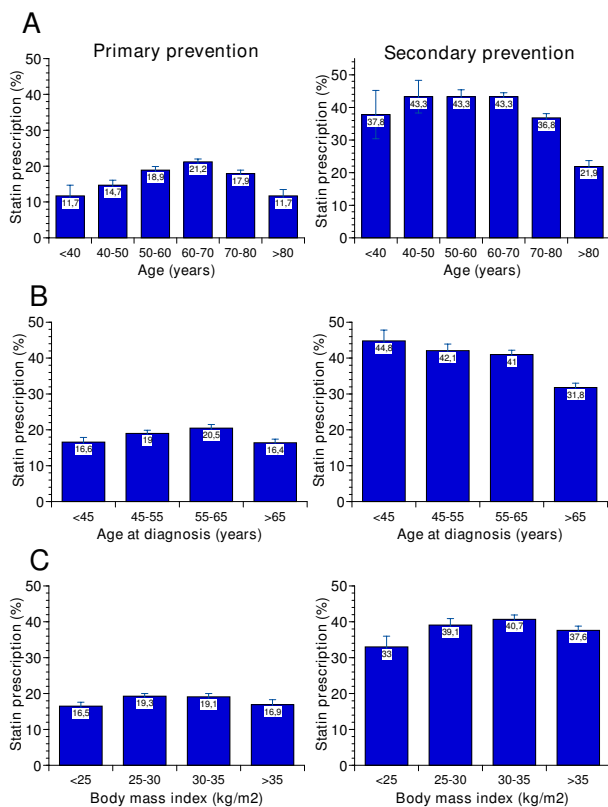 A
Primary prevention
Secondary prevention
Statin prescription (%)
50
40
30
20
10
0
11,7
14,7
18,9
21,2
17,9
11,7
<40 40-50 50-60 60-70 70-80 >80
Age (years)
Statin prescription (%)
50
40
30
20
10
0
37,8
43,3
43,3
43,3
36,8
21,9
<40 40-50 50-60 60-70 70-80 >80
Age (years)
B
Statin prescription (%)
50
40
30
20
10
0
16,6
19
20,5
16,4
<45 45-55 55-65 >65
Age at diagnosis (years)
Statin prescription (%)
50
40
30
20
10
0
44,8
42,1
41
31,8
<45 45-55 55-65 >65
Age at diagnosis (years)
C
Statin prescription (%)
50
40
30
20
10
0
16,5
19,3
19,1
16,9
<25 25-30 30-35 >35
Body mass index (kg/m2)
Statin prescription (%)
50
40
30
20
10
0
33
39,1
40,7
37,6
<25 25-30 30-35 >35
Body mass index (kg/m2)